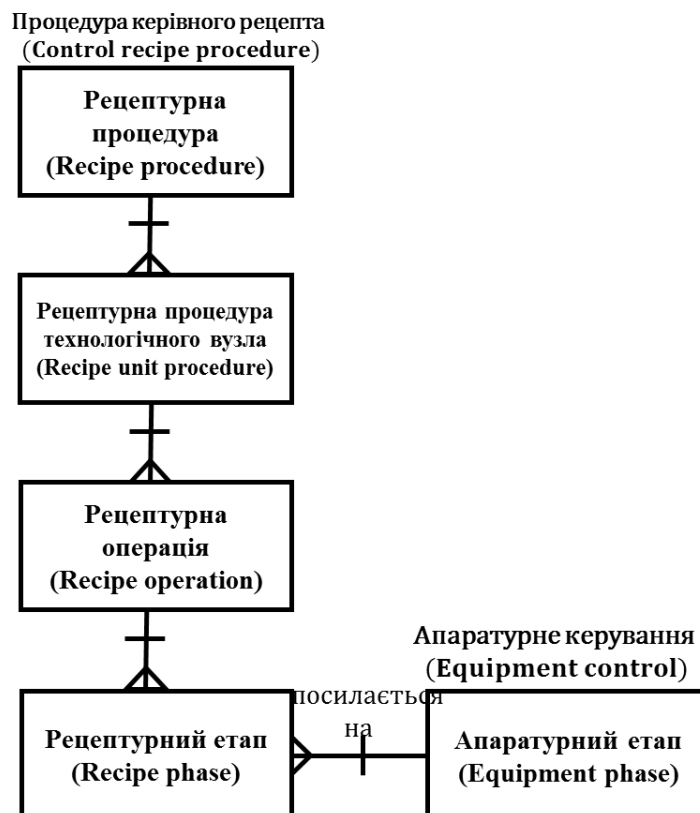 Процедура керівного рецепта
(Control recipe procedure)
Рецептурна
процедура
(Recipe procedure)
Рецептурна процедура
технологічного вузла
(Recipe unit procedure)
Рецептурна
операція
(Recipe operation)
Апаратурне керування
(Equipment control)
посилається
на
Рецептурний етап
(Recipe phase)
Апаратурний етап
(Equipment phase)